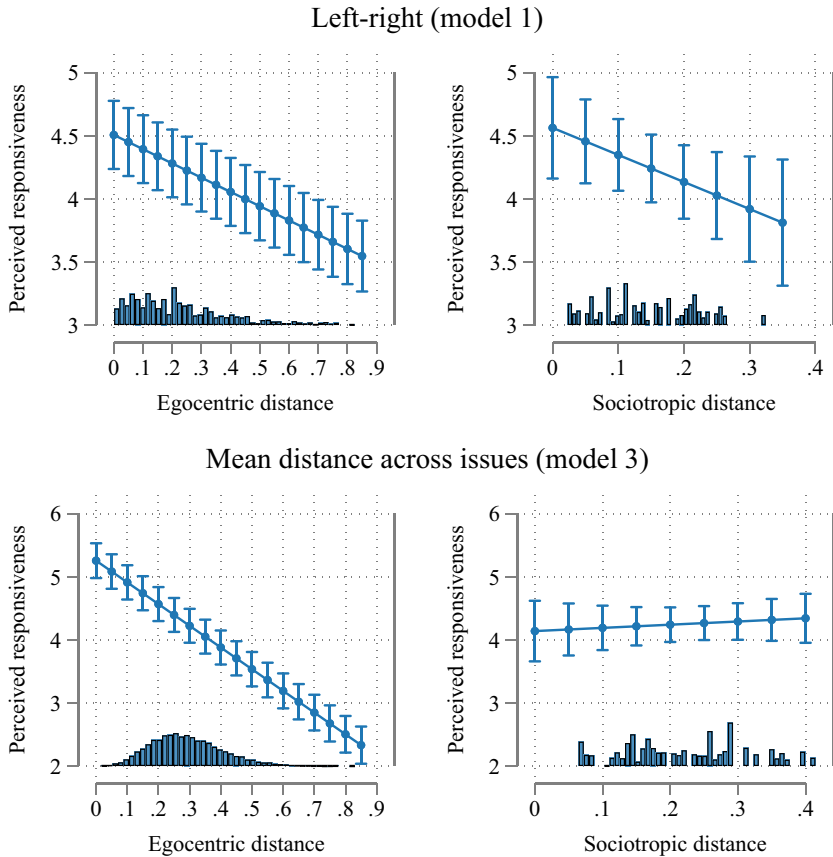 Left-right (model 1)
Perceived responsiveness
5
4.5
4
3.5
3
0 .1 .2 .3 .4 .5 .6 .7 .8 .9
Egocentric distance
Perceived responsiveness
5
4.5
4
3.5
3
0 .1 .2 .3 .4
Sociotropic distance
Mean distance across issues (model 3)
Perceived responsiveness
6
5
4
3
2
0 .1 .2 .3 .4 .5 .6 .7 .8 .9
Egocentric distance
Perceived responsiveness
6
5
4
3
2
0 .1 .2 .3 .4
Sociotropic distance